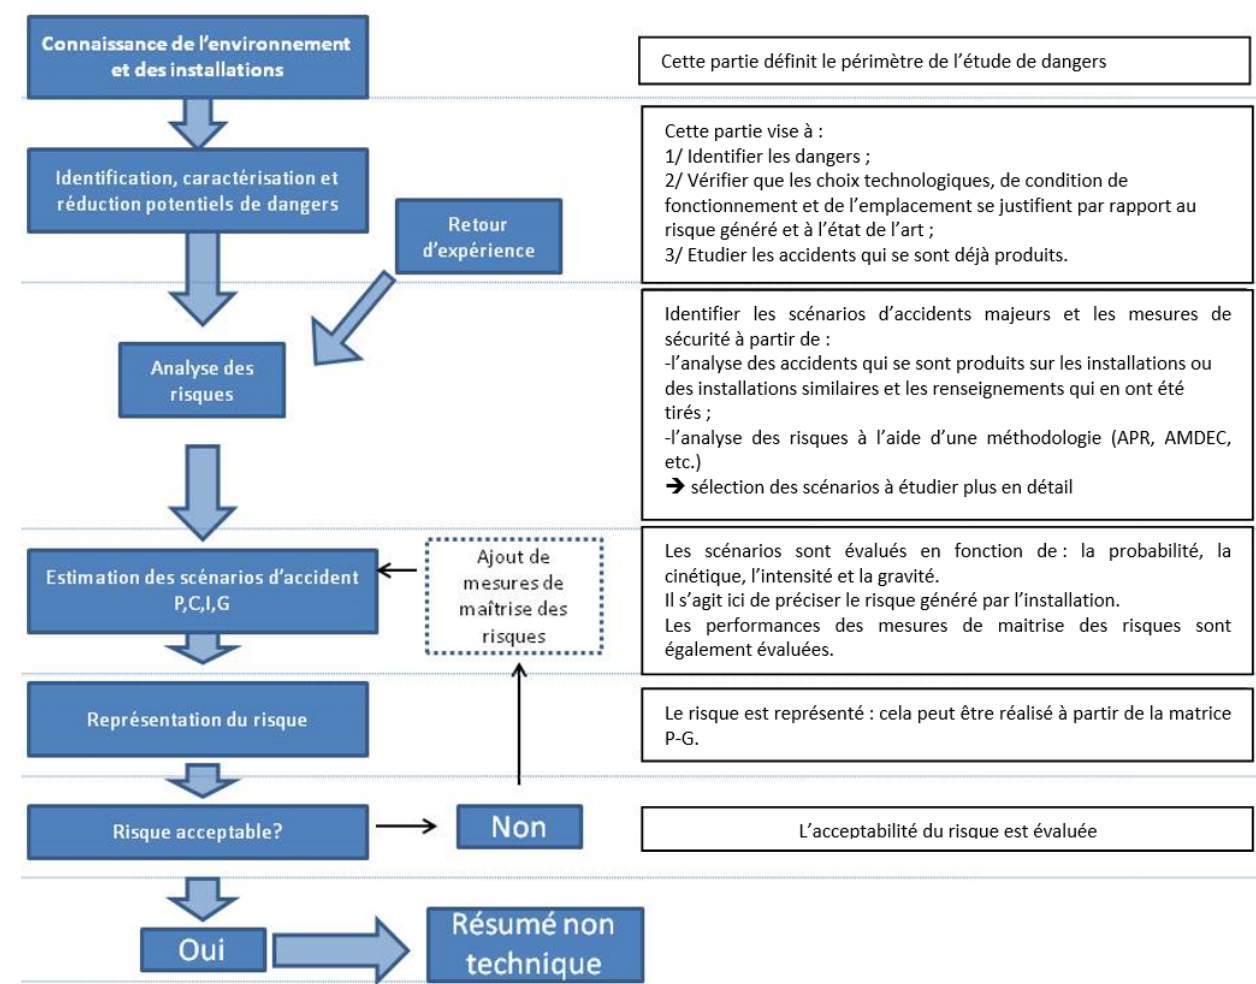 Connaissance de l'environnement
et des installations
Cette partie définit le périmètre de l'étude de dangers
Identification, caractérisation et
réduction potentiels de dangers
Cette partie vise à :
1/ Identifier les dangers ;
2/ Vérifier que les choix technologiques, de condition de
fonctionnement et de l'emplacement se justifient par rapport au
risque généré et à l'état de l'art ;
3/ Etudier les accidents qui se sont déjà produits.
Retour
d'expérience
Analyse des
risques
Identifier les scénarios d'accidents majeurs et les mesures de
sécurité à partir de :
-l'analyse des accidents qui se sont produits sur les installations ou
des installations similaires et les renseignements qui en ont été
tirés ;
-l'analyse des risques à l'aide d'une méthodologie (APR, AMDEC,
etc.)
➔ sélection des scénarios à étudier plus en détail
Estimation des scénarios d'accident
P,C,I,G
Ajout de
mesures de
maîtrise des
risques
Les scénarios sont évalués en fonction de : la probabilité, la
cinétique, l'intensité et la gravité.
Il s'agit ici de préciser le risque généré par l'installation.
Les performances des mesures de maitrise des risques sont
également évaluées.
Représentation du risque
Le risque est représenté : cela peut être réalisé à partir de la matrice
P-G.
Risque acceptable?
Non
L'acceptabilité du risque est évaluée
Oui
Résumé non
technique